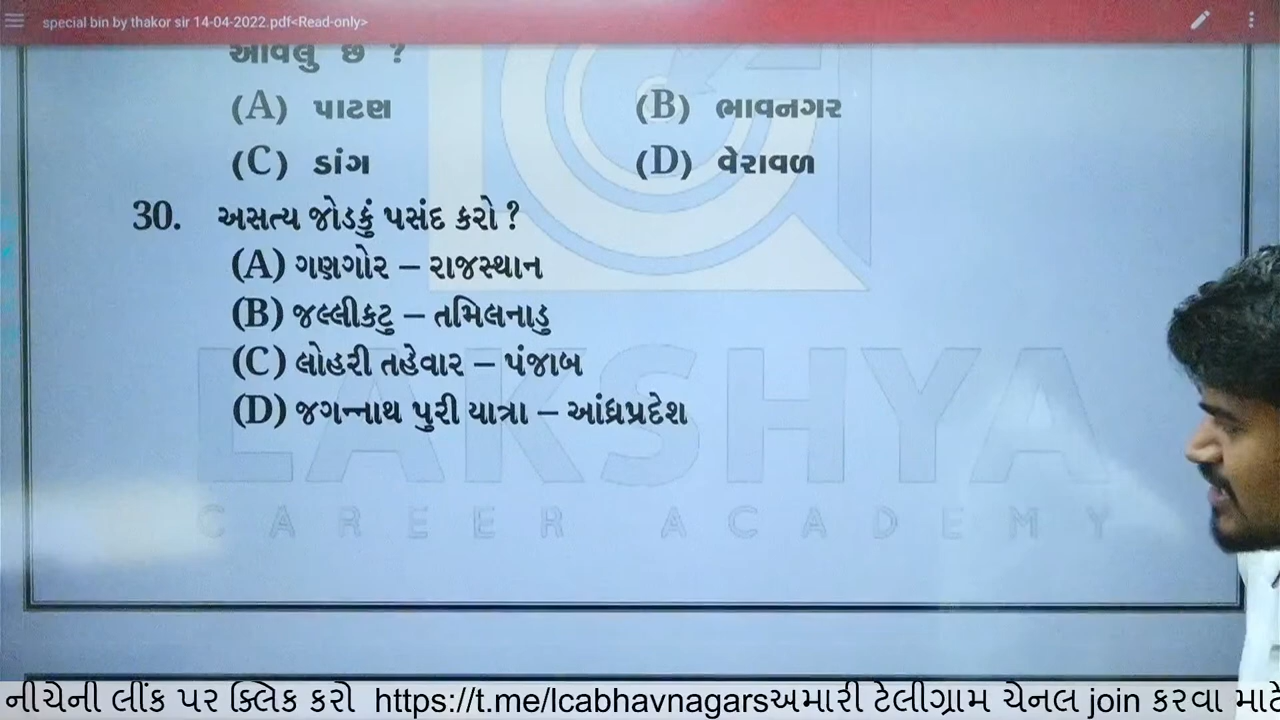 special bin by thakor sir 14-04-2022.pdf<Read-only>
આવેલું છે ?
(A) પાટણ (B) ભાવનગર
(C) ડાંગ (D) વેરાવળ
30. અસત્ય જોડકું પસંદ કરો ?
(A) ગણગોર – રાજસ્થાન
(B) જલ્લીકટુ – તમિલનાડુ
(C) લોહરી તહેવાર – પંજાબ
(D) જગન્નાથ પુરી યાત્રા – આંધ્રપ્રદેશ
LAKSHYA
CAREER ACADEMY
નીચેની લીંક પર ક્લિક કરો https://t.me/lcabhavnagarsઅમારી ટેલીગ્રામ ચેનલ join કરવા માટે